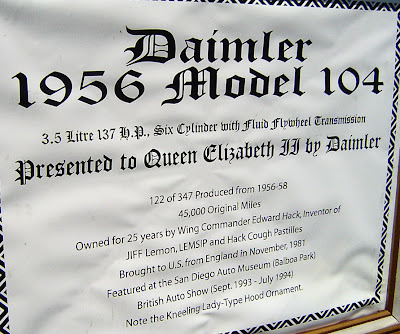 Daimler
1956 Model 104
3.5 Litre 137 H.P., Six Cylinder with Fluid Flywheel Transmission
Presented to Queen Elizabeth II by Daimler
122 of 347 Produced from 1956-58
45,000 Original Miles
Owned for 25 years by Wing Commander Edward Hack, Inventor of
JIFF Lemon, LEMSIP and Hack Cough Pastilles
Brought to U.S. from England in November, 1981
Featured at the San Diego Auto Museum (Balboa Park)
British Auto Show (Sept. 1993 - July 1994)
Note the Kneeling Lady-Type Hood Ornament.